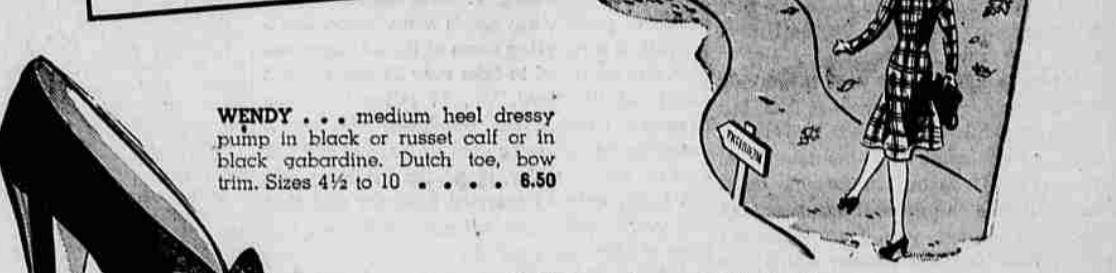 WENDY . . . medium heel dressy
pump in black or russet calf or in
black gabardine. Dutch toe, bow
trim. Sizes 4½ to 10 . . . . 6.50